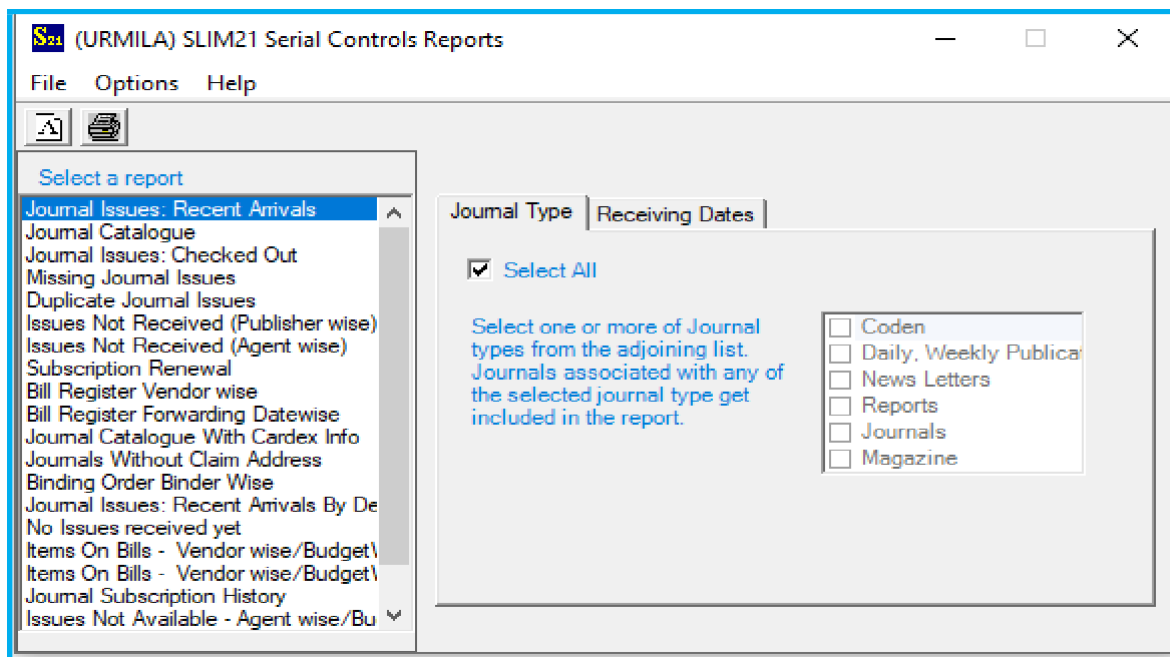 S21 (URMILA) SLIM21 Serial Controls Reports
File Options Help
Select a report
Journal Issues: Recent Arrivals
Journal Catalogue
Journal Issues: Checked Out
Missing Journal Issues
Duplicate Journal Issues
Issues Not Received (Publisher wise)
Issues Not Received (Agent wise)
Subscription Renewal
Bill Register Vendor wise
Bill Register Forwarding Datewise
Journal Catalogue With Cardex Info
Journals Without Claim Address
Binding Order Binder Wise
Journal Issues: Recent Arrivals By De
No Issues received yet
Items On Bills - Vendor wise/Budget\
Items On Bills - Vendor wise/Budget\
Journal Subscription History
Issues Not Available - Agent wise/Bu
Journal Type Receiving Dates
Select All
Select one or more of Journal
types from the adjoining list.
Journals associated with any of
the selected journal type get
included in the report.
Coden
Daily, Weekly Publicat
News Letters
Reports
Journals
Magazine